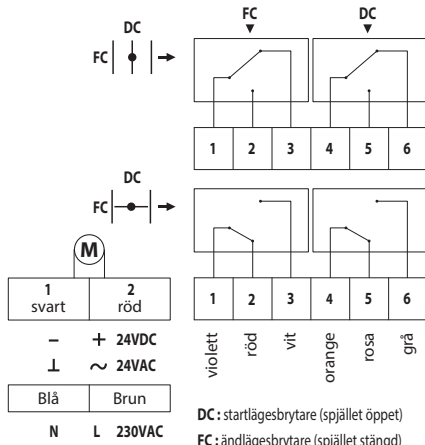 FC DC
DC
FC
1 2 3 4 5 6
DC
FC
M
1 2
svart röd
1 2 3 4 5 6
violett röd vit orange rosa grå
– + 24VDC
⊥ ~ 24VAC
Blå Brun
N L 230VAC
DC : startlägesbrytare (spjället öppet)
FC : ändlägesbrytare (spjället stängd)